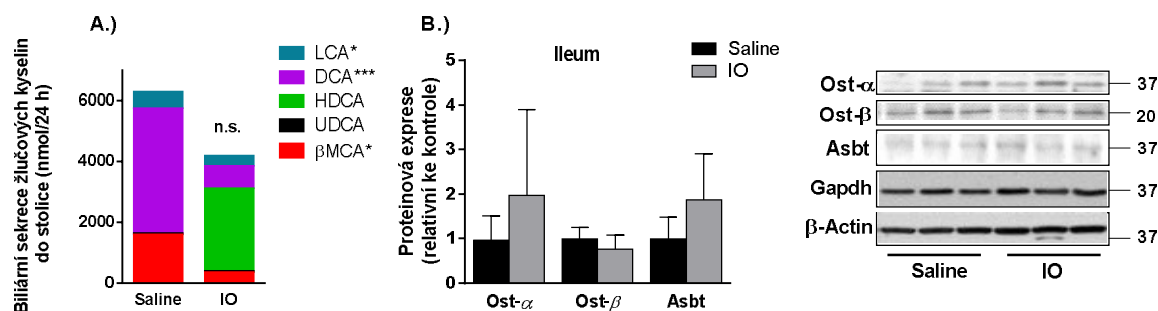 A.)
Biliární sekrece žlučových kyselin
do stolice (nmol/24 h)
6000
4000
2000
0
n.s.
Saline
IO
LCA*
DCA***
HDCA
UDCA
βMCA*
B.)
Ileum
Proteinová exprese
(relativní ke kontrole)
5
4
3
2
1
0
Ost-α
Ost-β
Asbt
Saline
IO
Ost-α 37
Ost-β 20
Asbt 37
Gapdh 37
β-Actin 37
Saline
IO